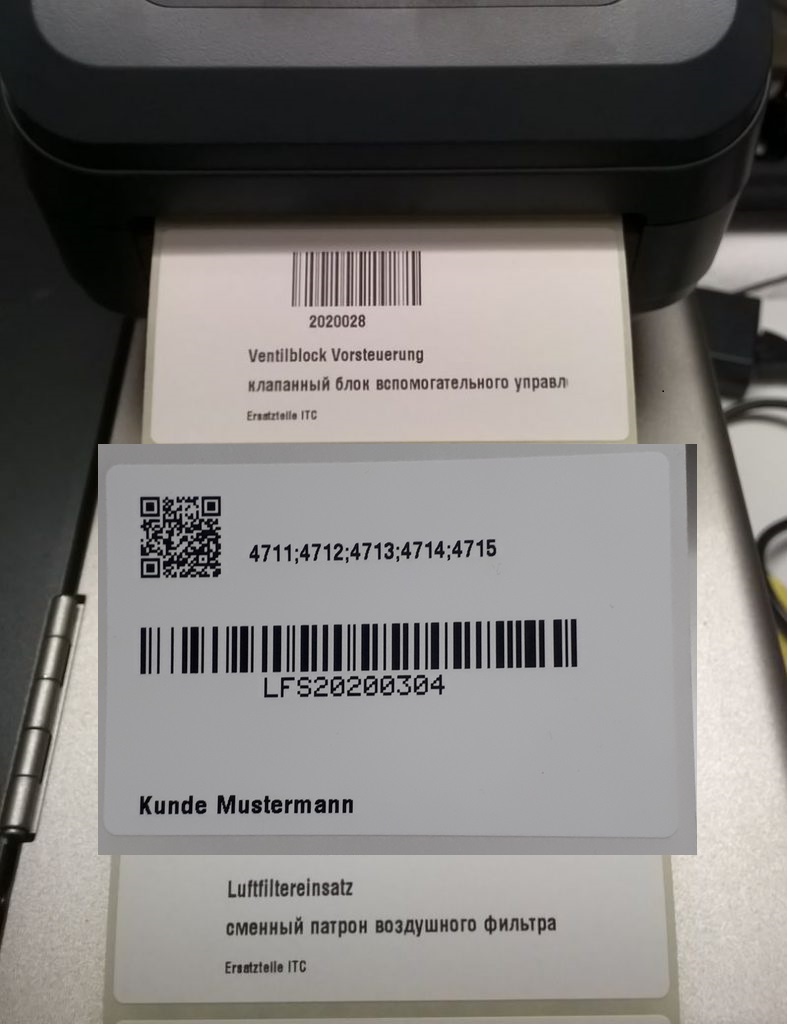 2020028
Ventilblock Vorsteuerung
клапанный блок вспомогательного управл
Ersatzteile ITC
4711;4712;4713;4714;4715
LFS20200304
Kunde Mustermann
Luftfiltereinsatz
сменный патрон воздушного фильтра
Ersatzteile ITC